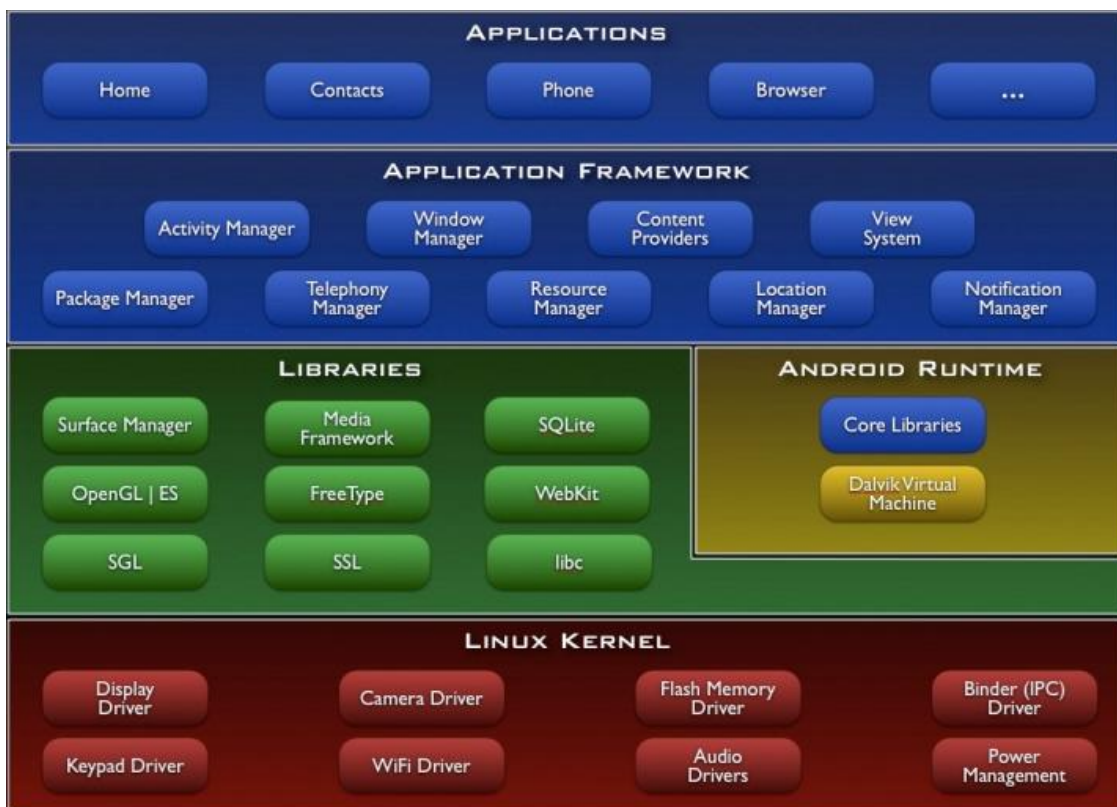 APPLICATIONS
Home
Contacts
Phone
Browser
...
APPLICATION FRAMEWORK
Activity Manager
Window
Manager
Content
Providers
View
System
Package Manager
Telephony
Manager
Resource
Manager
Location
Manager
Notification
Manager
LIBRARIES
Surface Manager
Media
Framework
SQLite
OpenGL | ES
FreeType
WebKit
SGL
SSL
libc
ANDROID RUNTIME
Core Libraries
Dalvik Virtual
Machine
LINUX KERNEL
Display
Driver
Camera Driver
Flash Memory
Driver
Binder (IPC)
Driver
Keypad Driver
WiFi Driver
Audio
Drivers
Power
Management